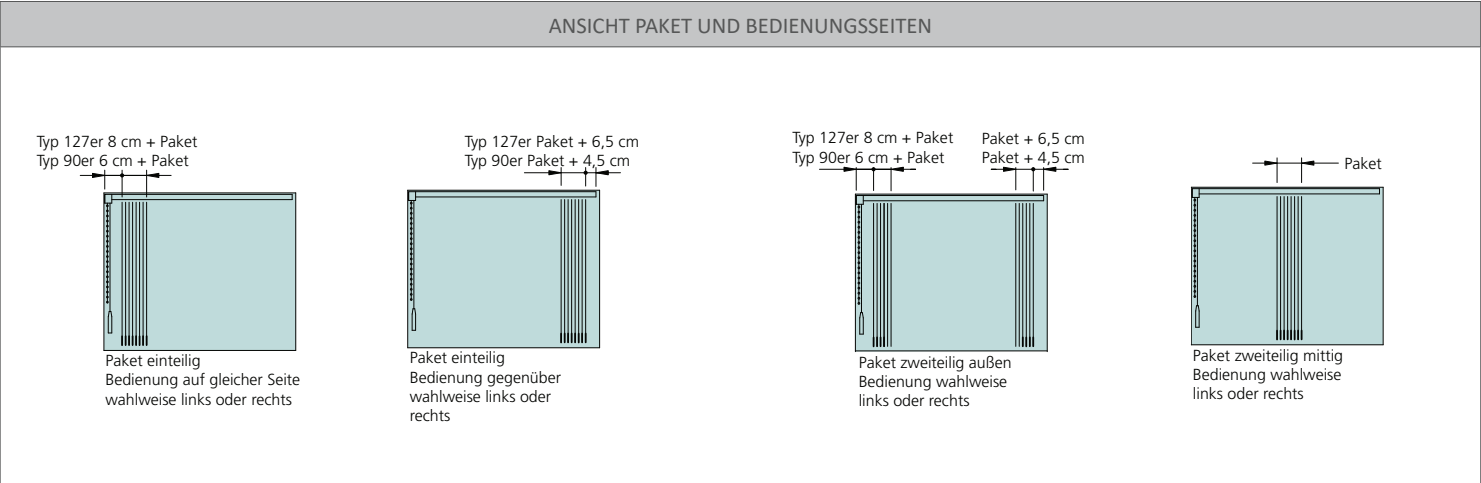 ANSICHT PAKET UND BEDIENUNGSSEITEN
Typ 127er 8 cm + Paket
Typ 90er 6 cm + Paket
Paket einteilig
Bedienung auf gleicher Seite
wahlweise links oder rechts
Typ 127er Paket + 6,5 cm
Typ 90er Paket + 4,5 cm
Paket einteilig
Bedienung gegenüber
wahlweise links oder
rechts
Typ 127er 8 cm + Paket
Typ 90er 6 cm + Paket
Paket + 6,5 cm
Paket + 4,5 cm
Paket zweiteilig außen
Bedienung wahlweise
links oder rechts
Paket
Paket zweiteilig mittig
Bedienung wahlweise
links oder rechts